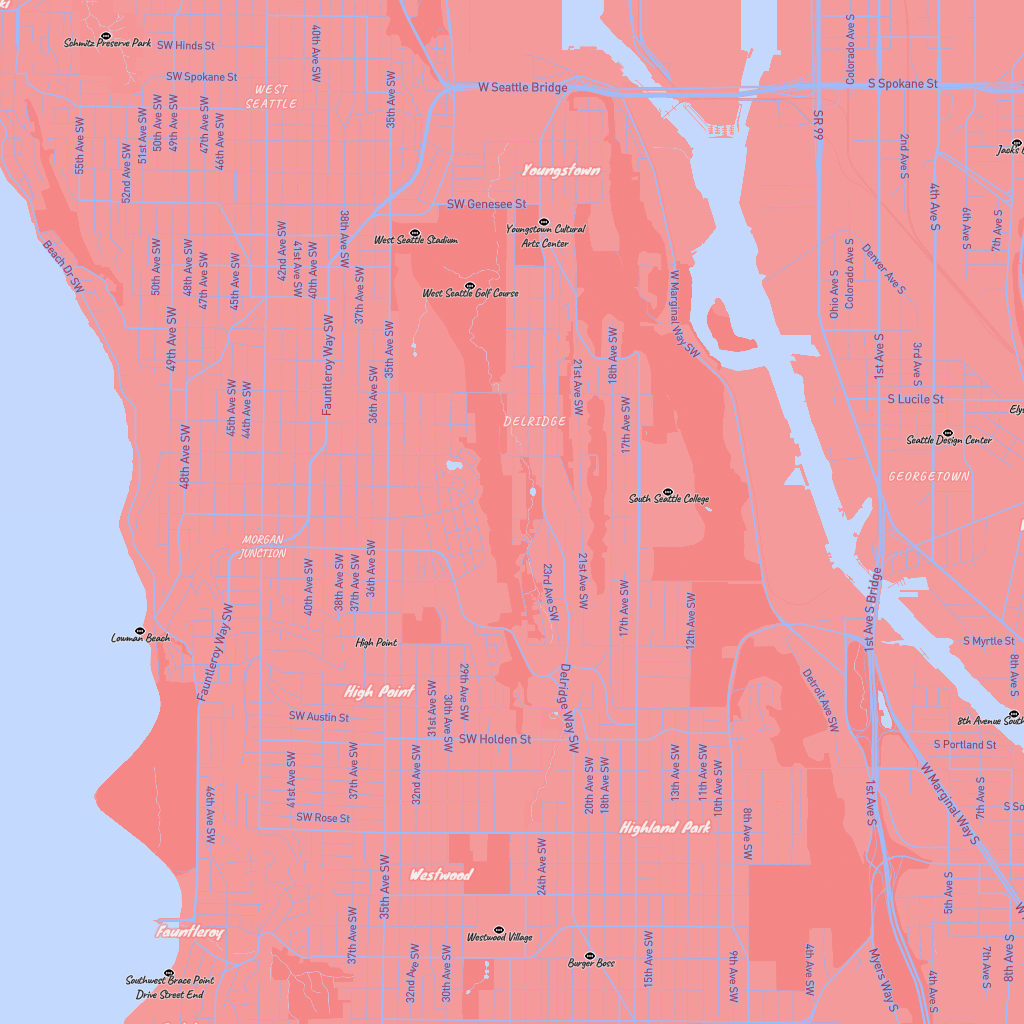 Schmitz Preserve Park
SW Hinds St
40th Ave SW
Colorado Ave S
SW Spokane St
WEST
SEATTLE
35th Ave SW
W Seattle Bridge
S Spokane St
SR 99
55th Ave SW
52nd Ave SW
51st Ave SW
50th Ave SW
49th Ave SW
47th Ave SW
46th Ave SW
2nd Ave S
Youngstown
SW Genesee St
4th Ave S
6th Ave S
7th Ave S
West Seattle Stadium
Youngstown Cultural
Arts Center
38th Ave SW
42nd Ave SW
41st Ave SW
40th Ave SW
Beach Dr SW
50th Ave SW
48th Ave SW
47th Ave SW
45th Ave SW
37th Ave SW
West Seattle Golf Course
W Marginal Way SW
Ohio Ave S
Colorado Ave S
Denver Ave S
49th Ave SW
Fauntleroy Way SW
35th Ave SW
36th Ave SW
18th Ave SW
21st Ave SW
17th Ave SW
1st Ave S
3rd Ave S
S Lucile St
45th Ave SW
44th Ave SW
48th Ave SW
DELRIDGE
Seattle Design Center
GEORGETOWN
South Seattle College
MORGAN
JUNCTION
40th Ave SW
38th Ave SW
37th Ave SW
36th Ave SW
23rd Ave SW
21st Ave SW
17th Ave SW
12th Ave SW
1st Ave S Bridge
Lowman Beach
Fauntleroy Way SW
High Point
S Myrtle St
8th Ave S
High Point
SW Austin St
31st Ave SW
30th Ave SW
29th Ave SW
Delridge Way SW
Detroit Ave SW
8th Avenue South
SW Holden St
S Portland St
41st Ave SW
37th Ave SW
32nd Ave SW
20th Ave SW
18th Ave SW
13th Ave SW
11th Ave SW
10th Ave SW
46th Ave SW
SW Rose St
Highland Park
8th Ave SW
1st Ave S
W Marginal Way S
7th Ave S
35th Ave SW
Westwood
24th Ave SW
5th Ave S
Fauntleroy
Westwood Village
37th Ave SW
32nd Ave SW
30th Ave SW
Burger Boss
15th Ave SW
9th Ave SW
4th Ave SW
Myers Way S
4th Ave S
7th Ave S
8th Ave S
Southwest Brace Point
Drive Street End